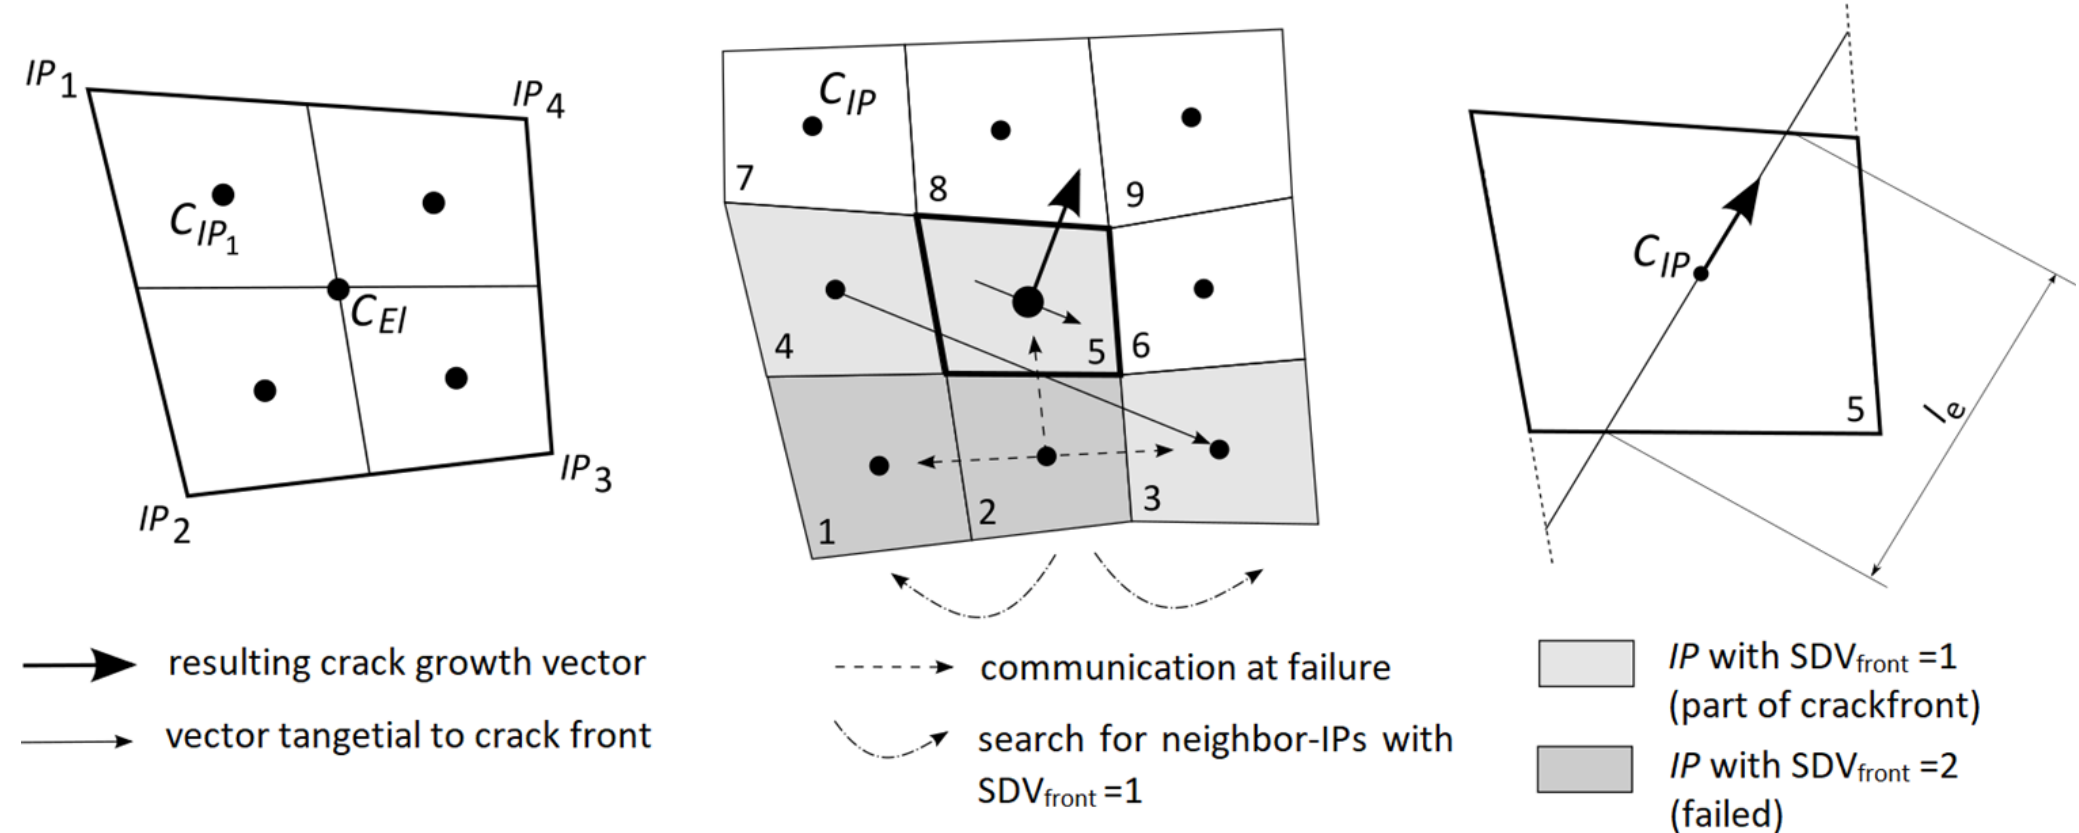 IP1
IP4
CIP1
CEl
IP2
IP3
CIP
7
8
9
4
5
6
1
2
3
CIP
5
le
resulting crack growth vector
vector tangetial to crack front
communication at failure
search for neighbor-IPs with
SDVfront =1
IP with SDVfront =1
(part of crackfront)
IP with SDVfront =2
(failed)